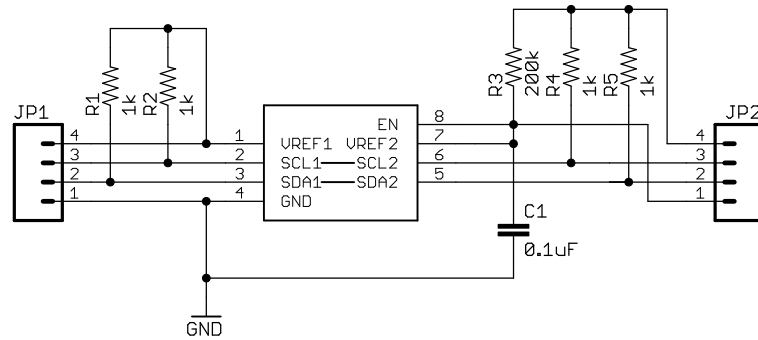 JP1
4
3
2
1
R1
1k
R2
1k
1
2
3
4
EN
VREF1 VREF2
SCL1 SCL2
SDA1 SDA2
GND
8
7
6
5
R3
200k
R4
1k
R5
1k
C1
0.1uF
JP2
4
3
2
1
GND